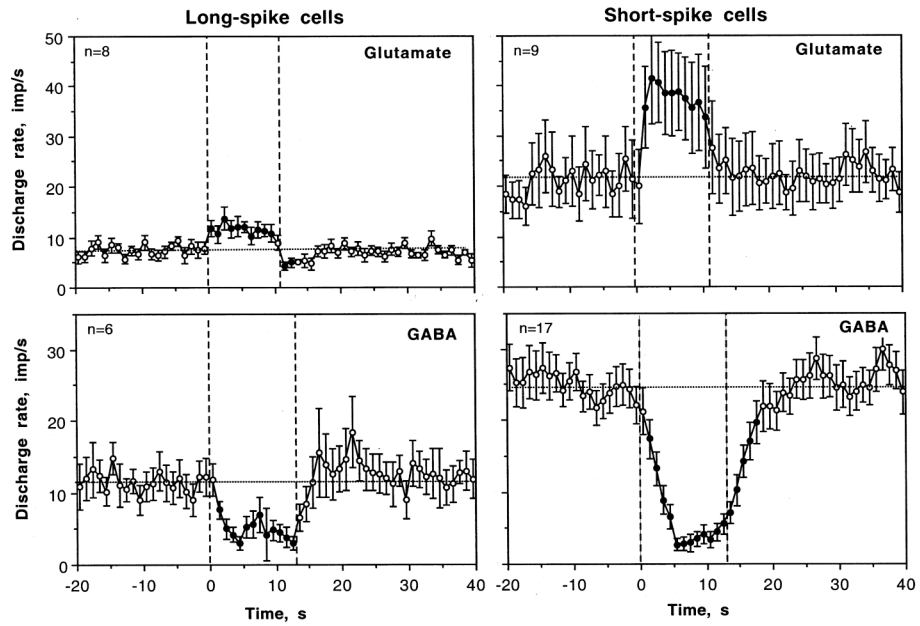 Long-spike cells
Short-spike cells
Discharge rate, imp/s
50
40
30
20
10
0
n=8
Glutamate
n=9
Glutamate
Discharge rate, imp/s
30
20
10
0
n=6
GABA
n=17
GABA
-20
-10
0
10
20
30
40
-20
-10
0
10
20
30
40
Time, s
Time, s